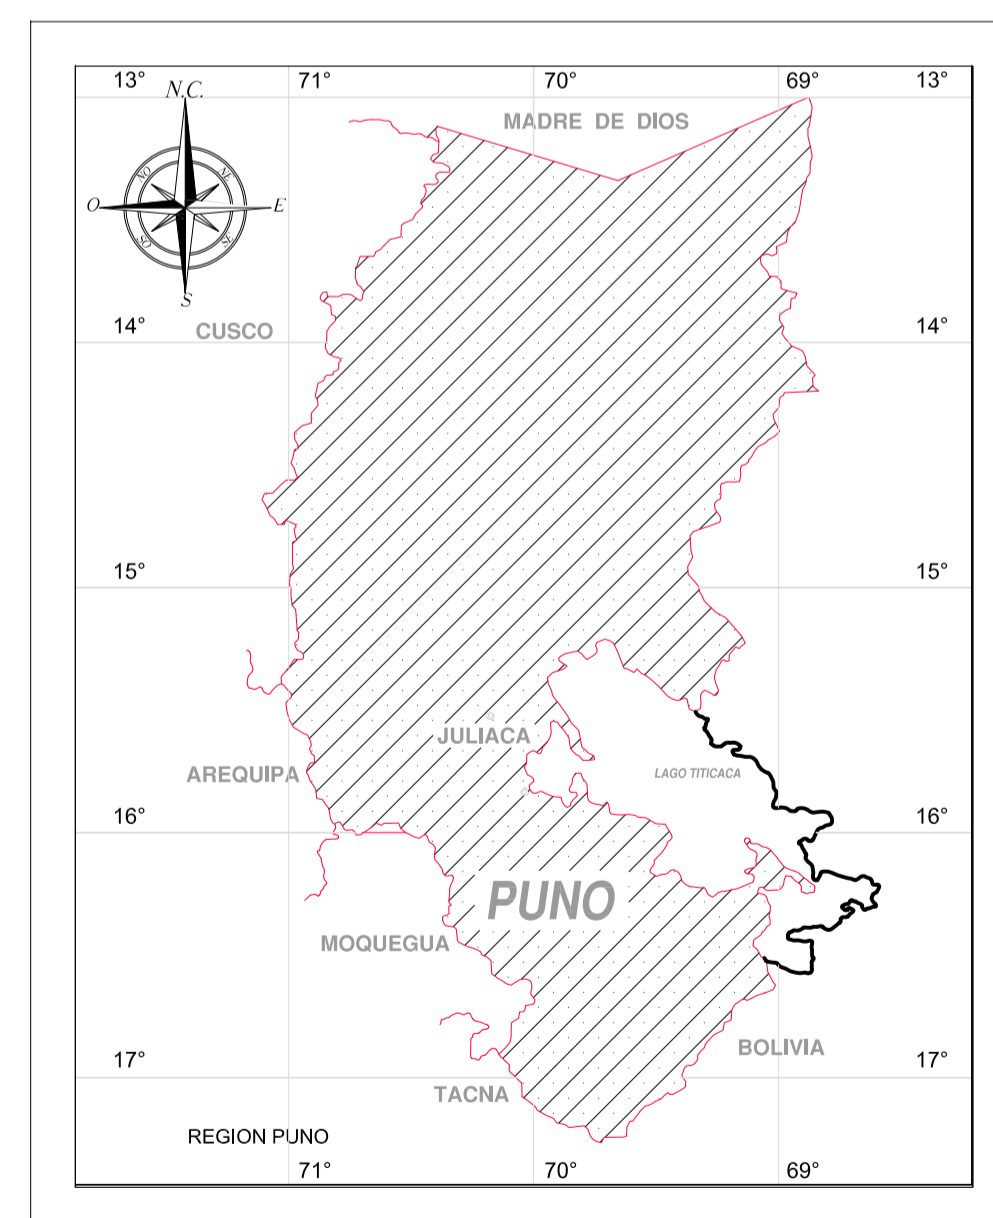 13° 71° 70° 69° 13°
N.C.
MADRE DE DIOS
NO NE
O E
SO SE
S
14° CUSCO 14°
15° 15°
JULIACA
LAGO TITICACA
AREQUIPA
16° 16°
PUNO
MOQUEGUA
BOLIVIA
17° 17°
TACNA
REGION PUNO
71° 70° 69°